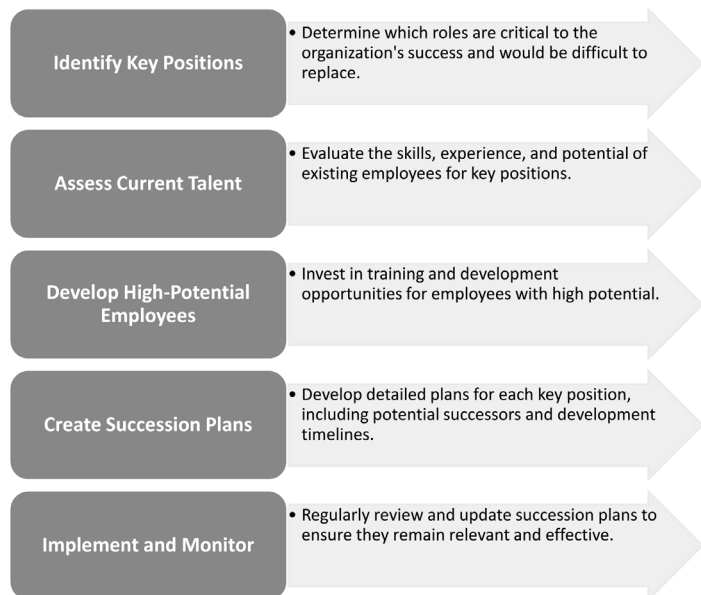 Identify Key Positions
• Determine which roles are critical to the
organization's success and would be difficult to
replace.
Assess Current Talent
• Evaluate the skills, experience, and potential of
existing employees for key positions.
Develop High-Potential
Employees
• Invest in training and development
opportunities for employees with high potential.
Create Succession Plans
• Develop detailed plans for each key position,
including potential successors and development
timelines.
Implement and Monitor
• Regularly review and update succession plans to
ensure they remain relevant and effective.